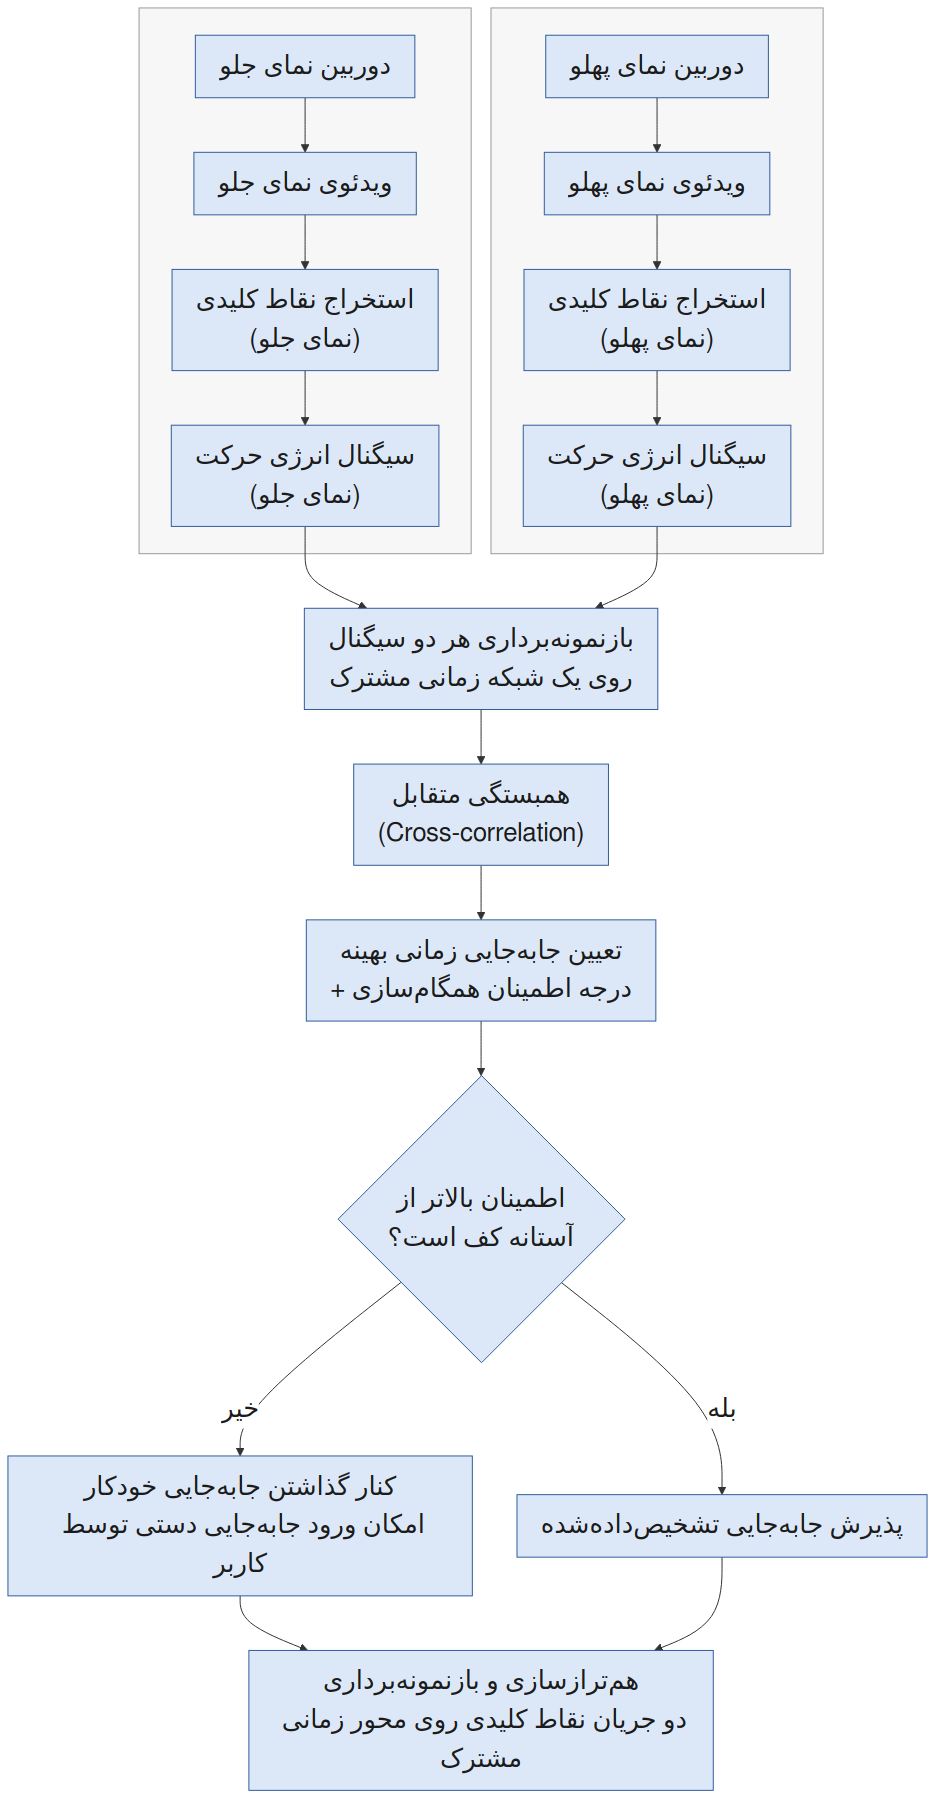 دوربین نمای جلو
ویدئوی نمای جلو
استخراج نقاط کلیدی
(نمای جلو)
سیگنال انرژی حرکت
(نمای جلو)
دوربین نمای پهلو
ویدئوی نمای پهلو
استخراج نقاط کلیدی
(نمای پهلو)
سیگنال انرژی حرکت
(نمای پهلو)
بازنمونه‌برداری هر دو سیگنال
روی یک شبکه زمانی مشترک
همبستگی متقابل
(Cross-correlation)
تعیین جابه‌جایی زمانی بهینه
درجه اطمینان همگام‌سازی +
اطمینان بالاتر از
آستانه کف است؟
خیر
بله
کنار گذاشتن جابه‌جایی خودکار
امکان ورود جابه‌جایی دستی توسط
کاربر
پذیرش جابه‌جایی تشخیص‌داده‌شده
هم‌ترازسازی و بازنمونه‌برداری
دو جریان نقاط کلیدی روی محور زمانی
مشترک